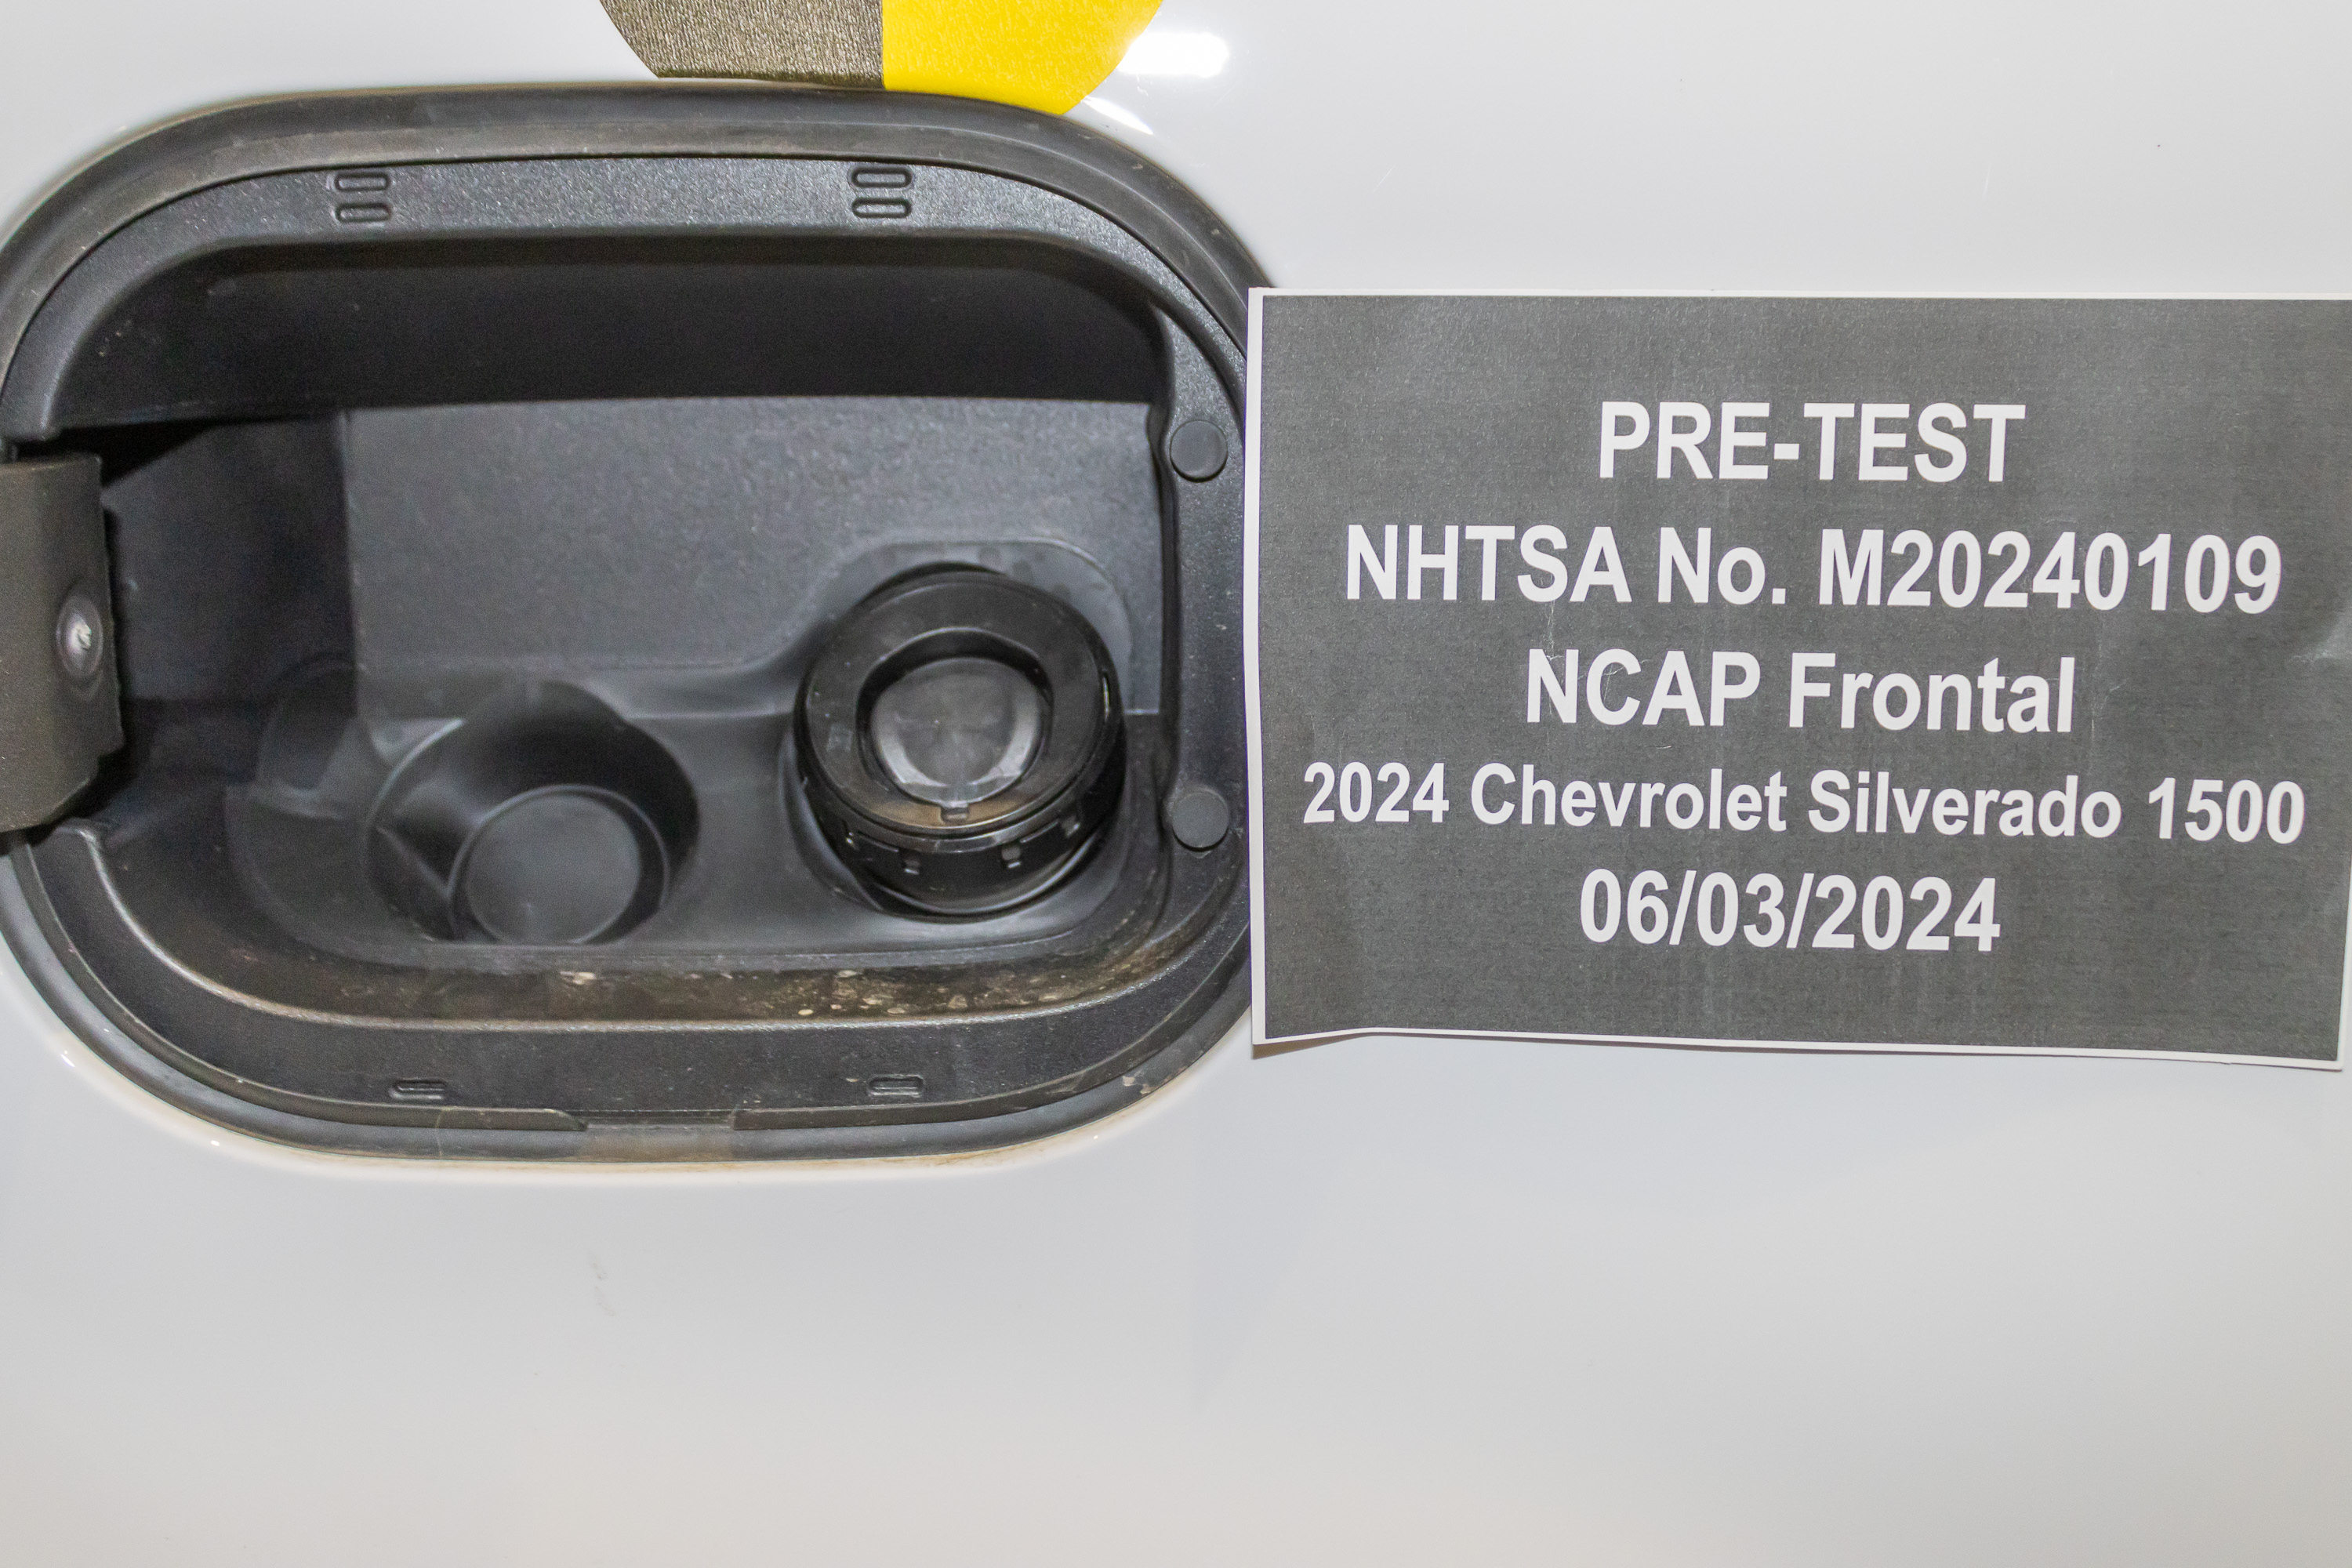 PRE-TEST
NHTSA No. M20240109
NCAP Frontal
2024 Chevrolet Silverado 1500
06/03/2024